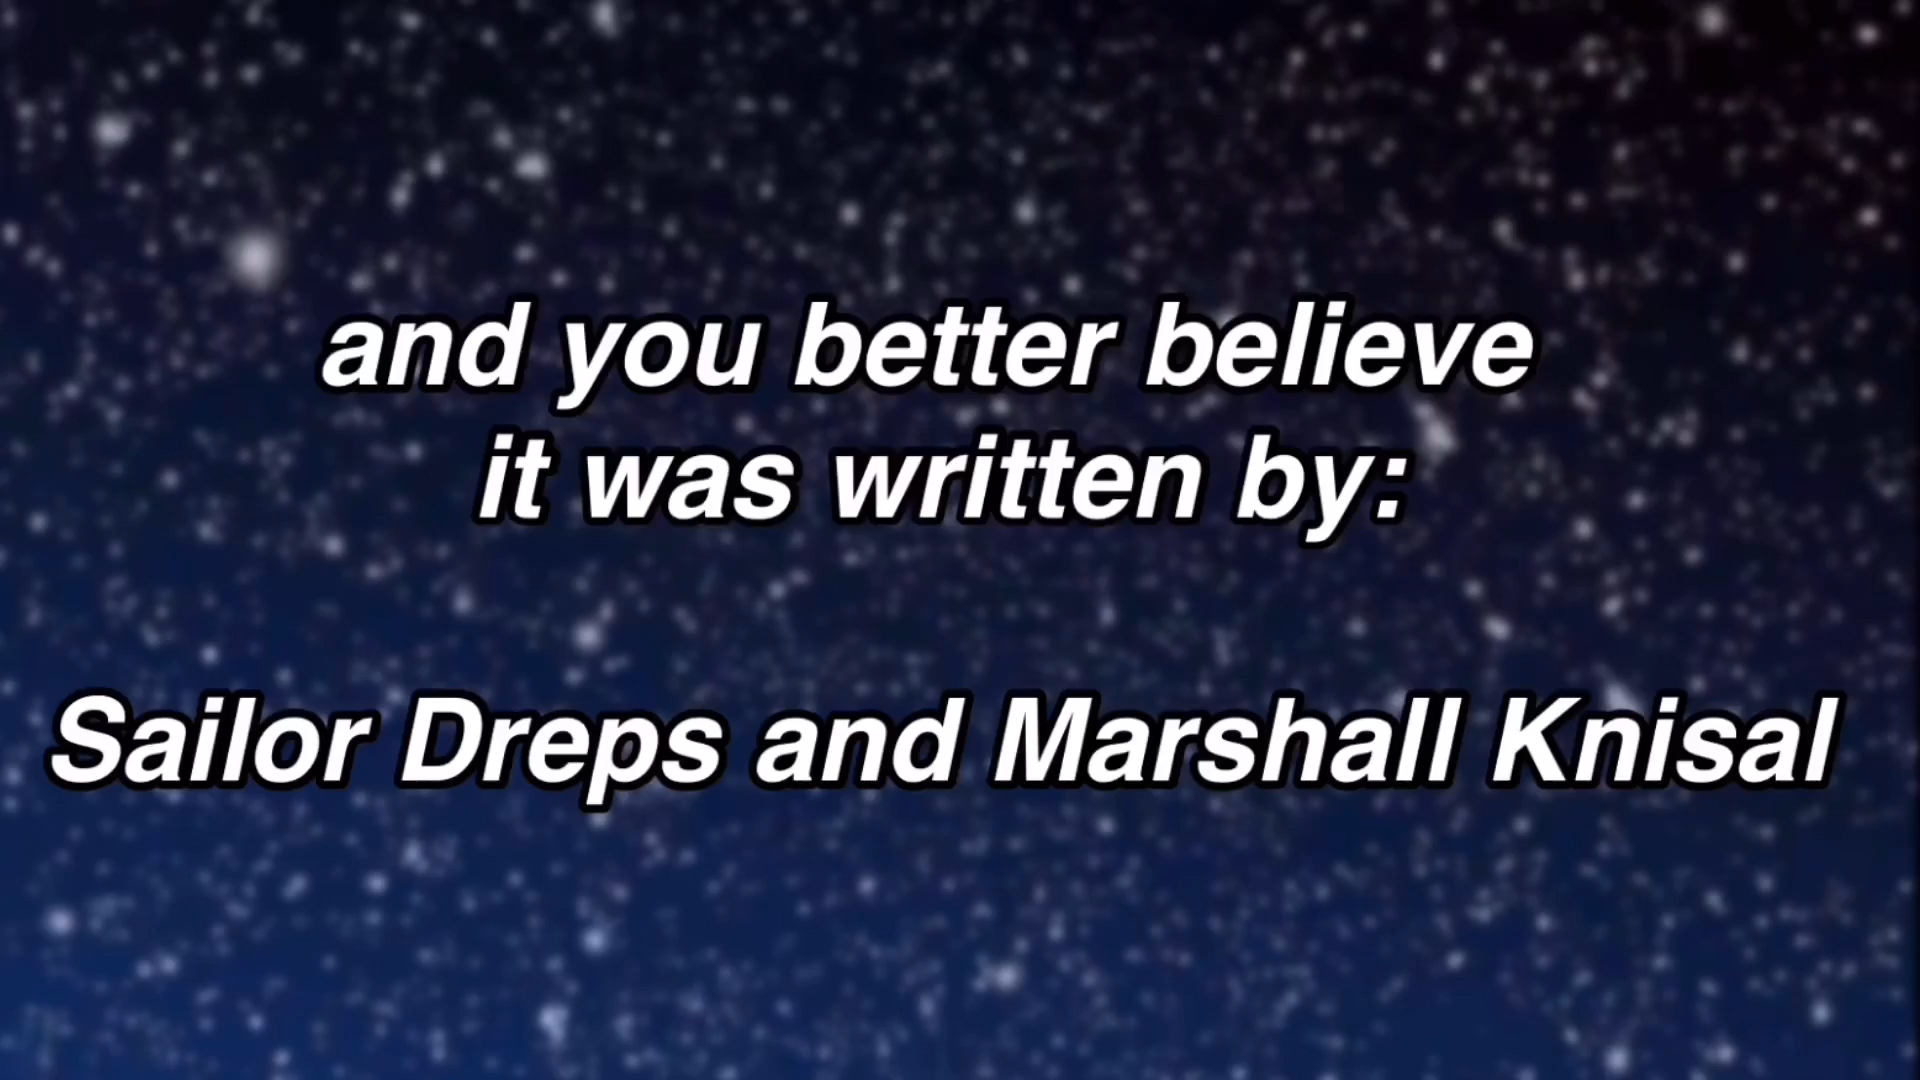 and you better believe
it was written by:
Sailor Dreps and Marshall Knisal